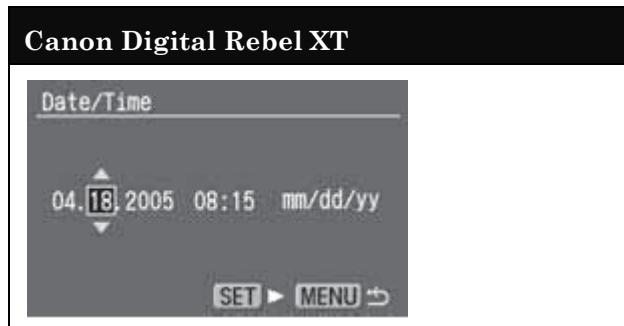 Canon Digital Rebel XT
Date/Time
04.18.2005 08:15 mm/dd/yy
SET ► MENU ⮌